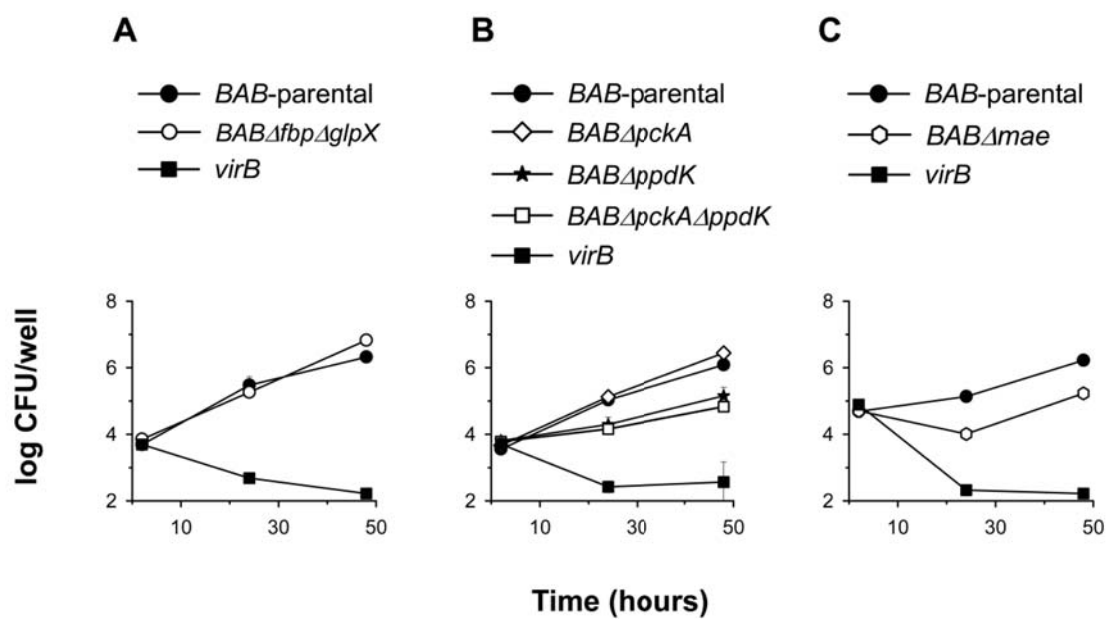 A
BAB-parental
BABΔfbpΔglpX
virB
B
BAB-parental
BABΔpckA
BABΔppdK
BABΔpckAΔppdK
virB
C
BAB-parental
BABΔmae
virB
log CFU/well
8
6
4
2
10
30
50
8
6
4
2
10
30
50
8
6
4
2
10
30
50
Time (hours)